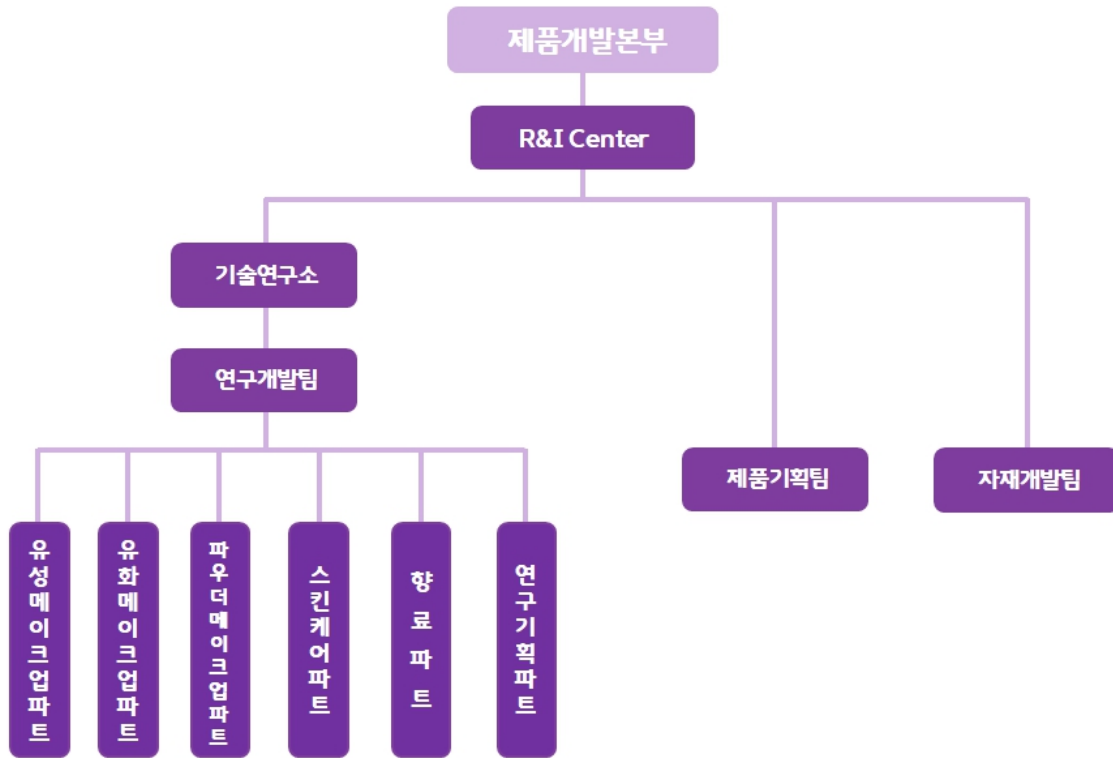 제품개발본부
R&I Center
기술연구소
연구개발팀
제품기획팀
자재개발팀
유성메이크업파트
유화메이크업파트
파우더메이크업파트
스킨케어파트
향료파트
연구기획파트